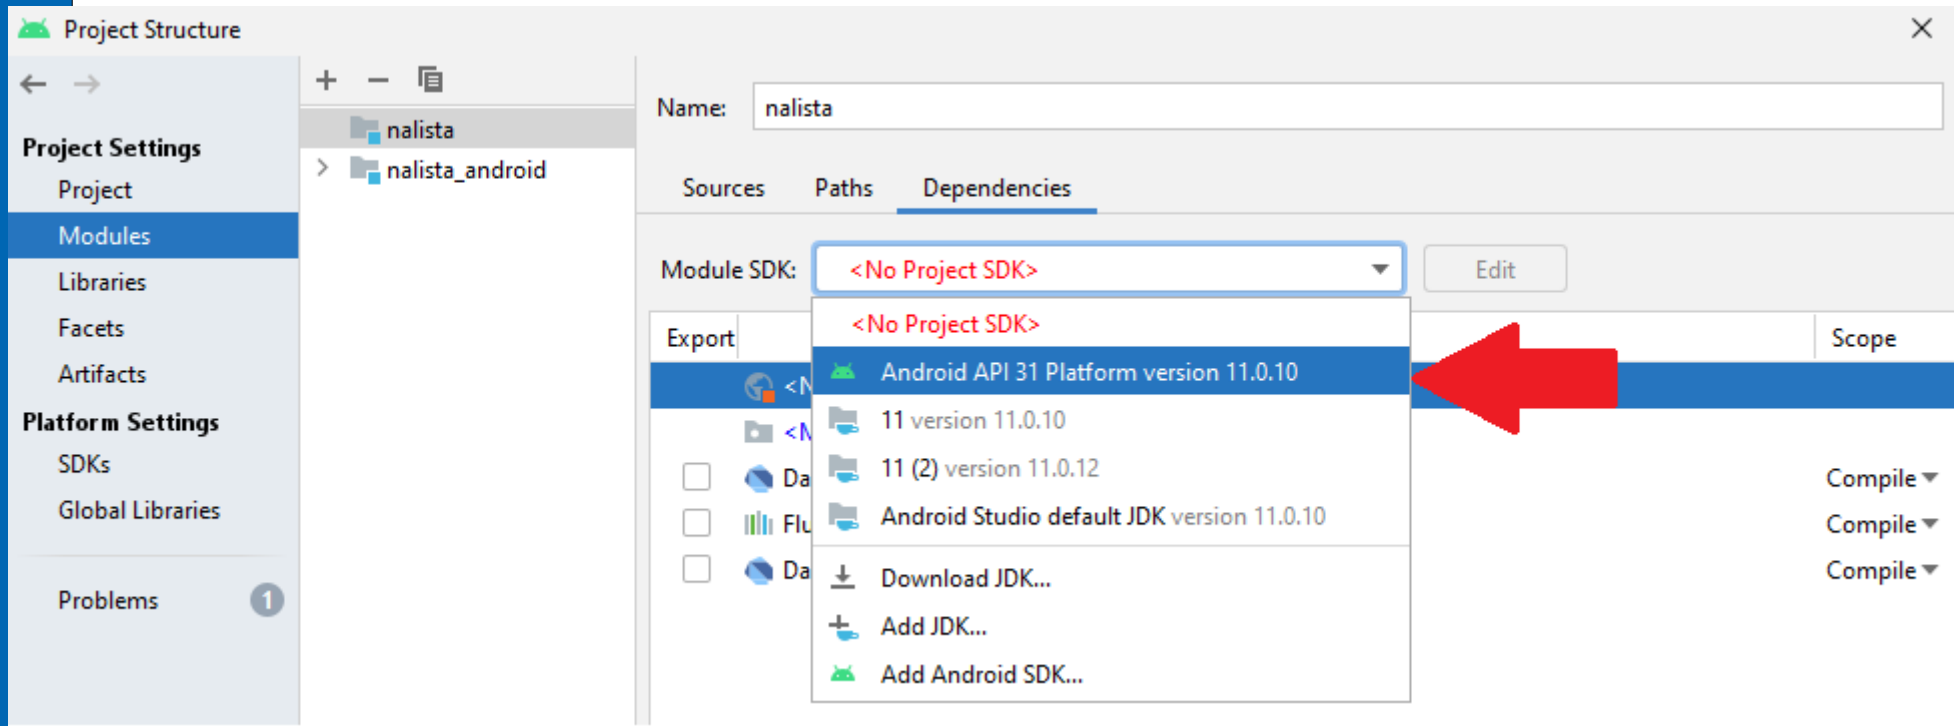 Project Structure
Project Settings
Project
Modules
Libraries
Facets
Artifacts
Platform Settings
SDKs
Global Libraries
Problems 1
nalista
nalista_android
Name: nalista
Sources Paths Dependencies
Module SDK: <No Project SDK> Edit
Export Scope
<No Project SDK>
Android API 31 Platform version 11.0.10
11 version 11.0.10
11 (2) version 11.0.12
Android Studio default JDK version 11.0.10
Download JDK...
Add JDK...
Add Android SDK...
<N
<M
Da Compile
Flu Compile
Da Compile